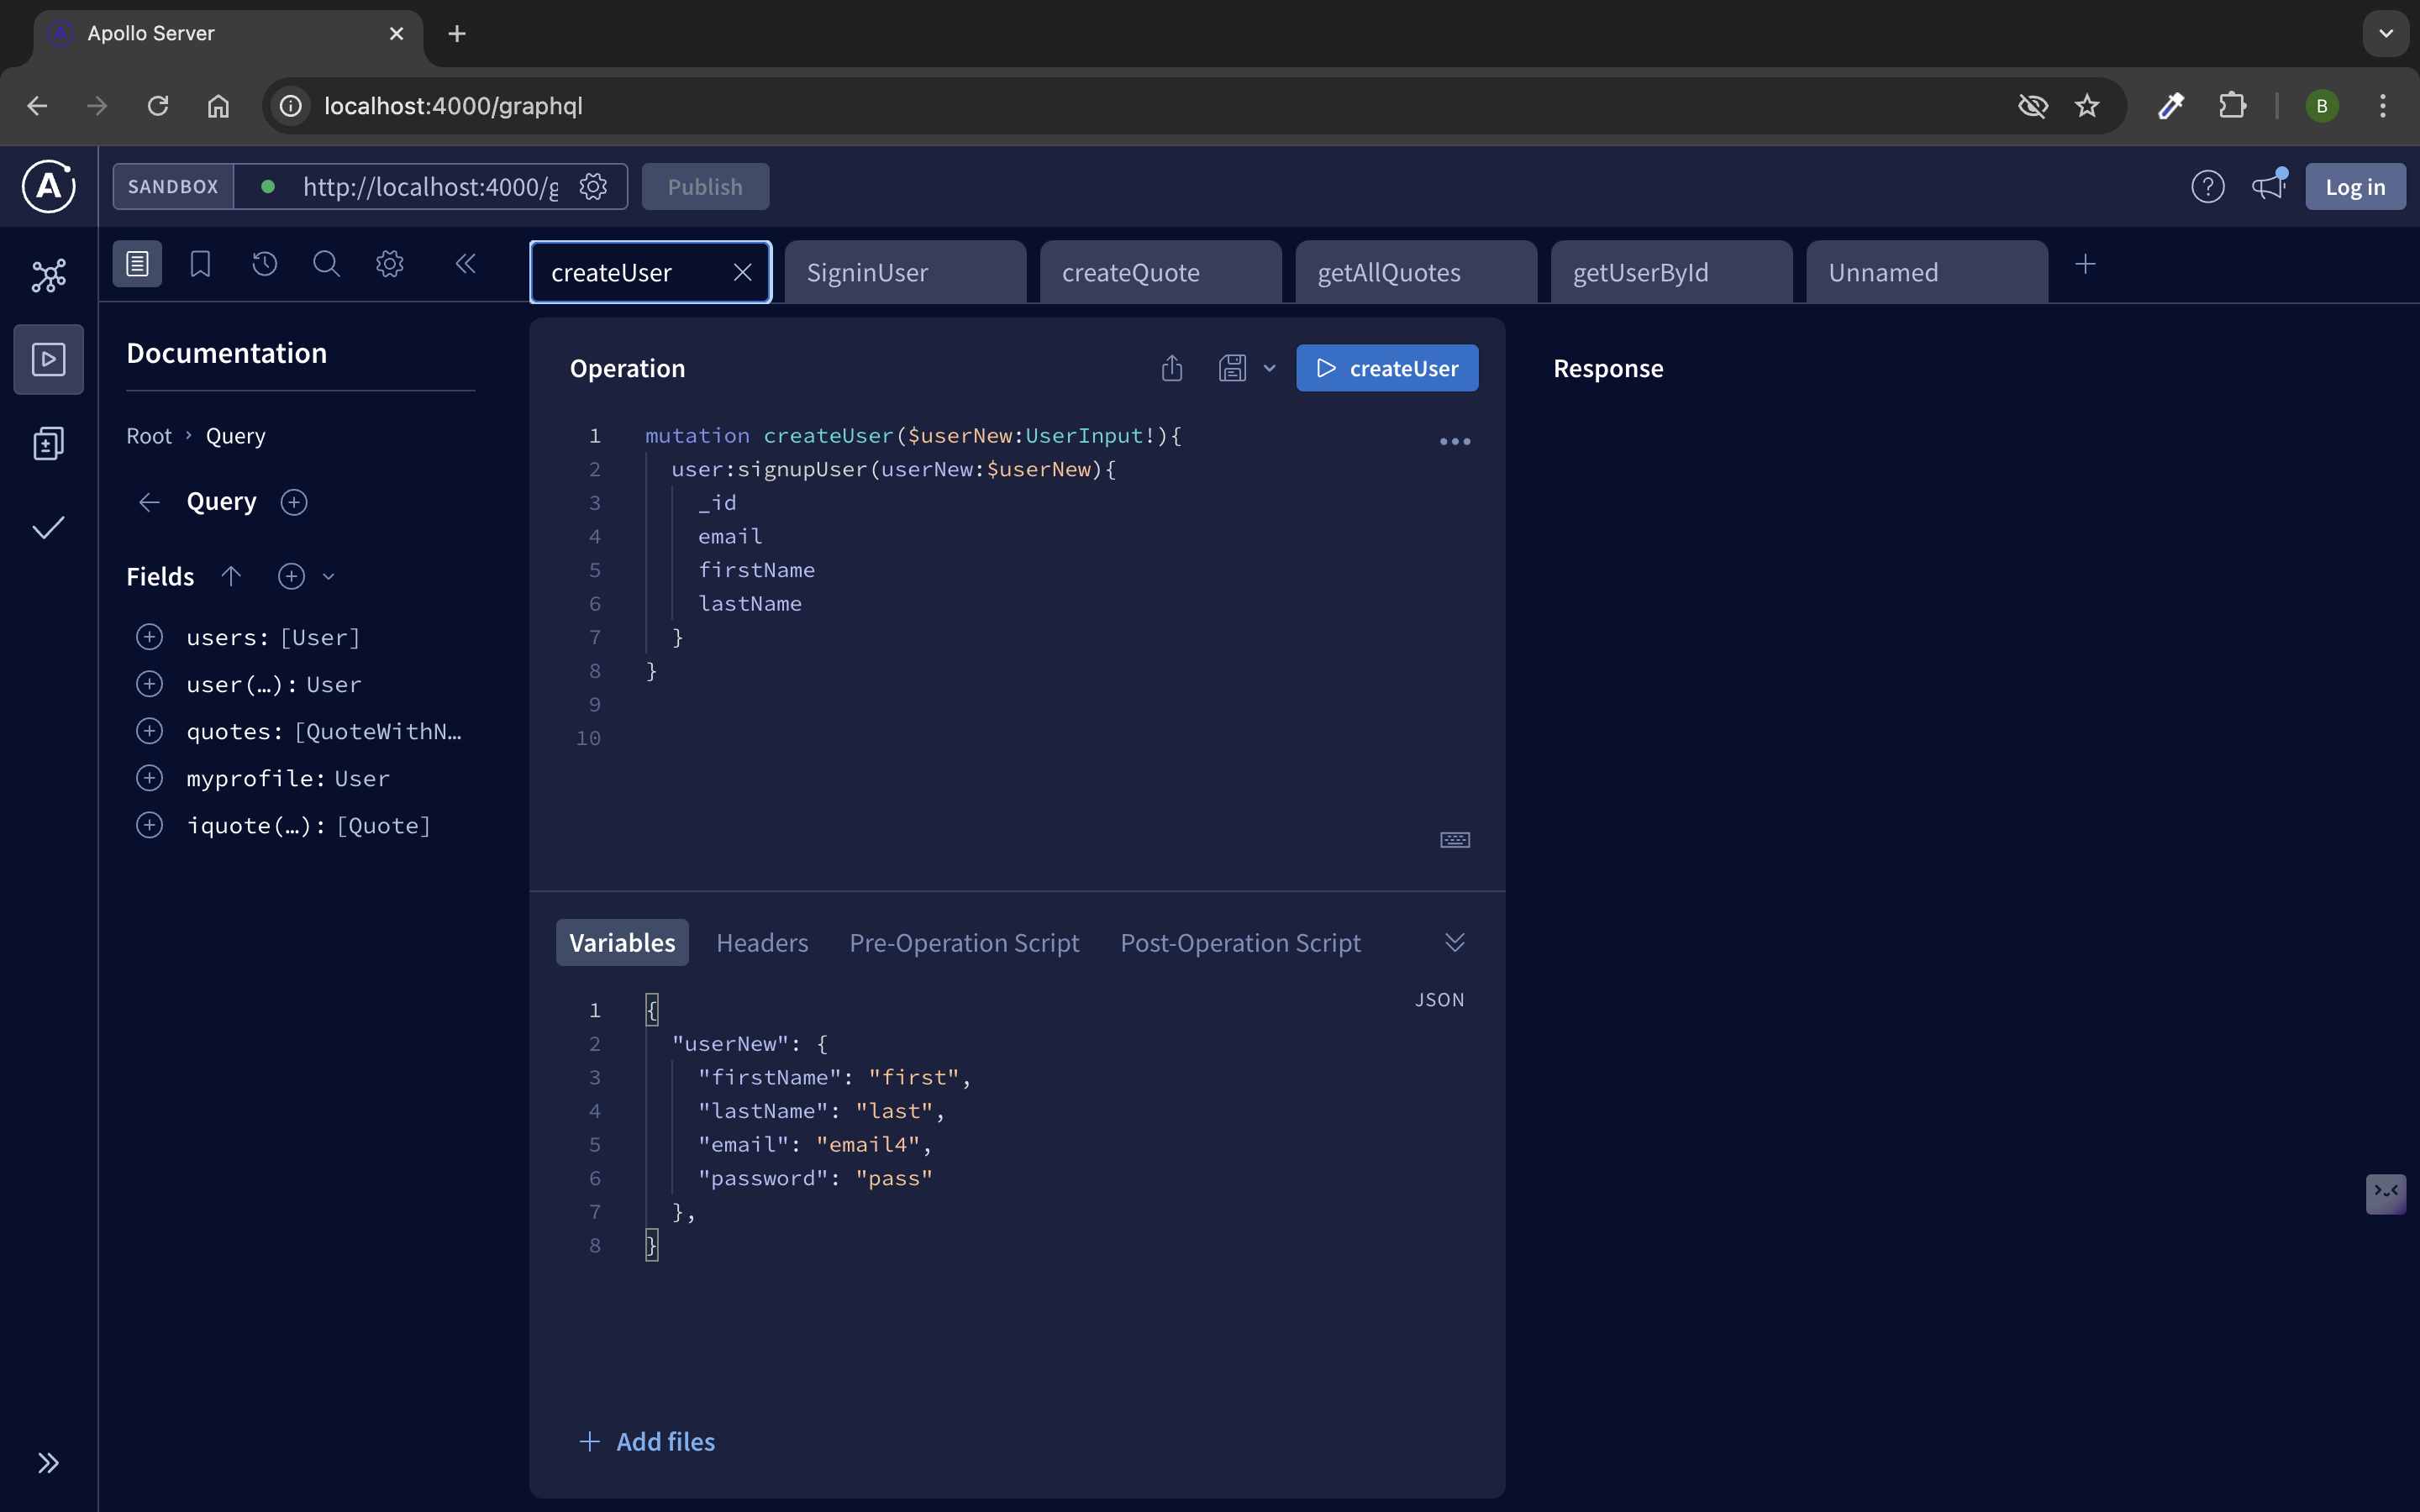 Apollo Server
localhost:4000/graphql
B
A
SANDBOX
http://localhost:4000/g
Publish
?
Log in
createUser
SigninUser
createQuote
getAllQuotes
getUserById
Unnamed
Documentation
Root › Query
Query
Fields
users: [User]
user(…): User
quotes: [QuoteWithN…
myprofile: User
iquote(…): [Quote]
Operation
createUser
1 mutation createUser($userNew:UserInput!){
2 user:signupUser(userNew:$userNew){
3 _id
4 email
5 firstName
6 lastName
7 }
8 }
9
10
Variables
Headers
Pre-Operation Script
Post-Operation Script
JSON
1 {
2 "userNew": {
3 "firstName": "first",
4 "lastName": "last",
5 "email": "email4",
6 "password": "pass"
7 },
8 }
Add files
Response